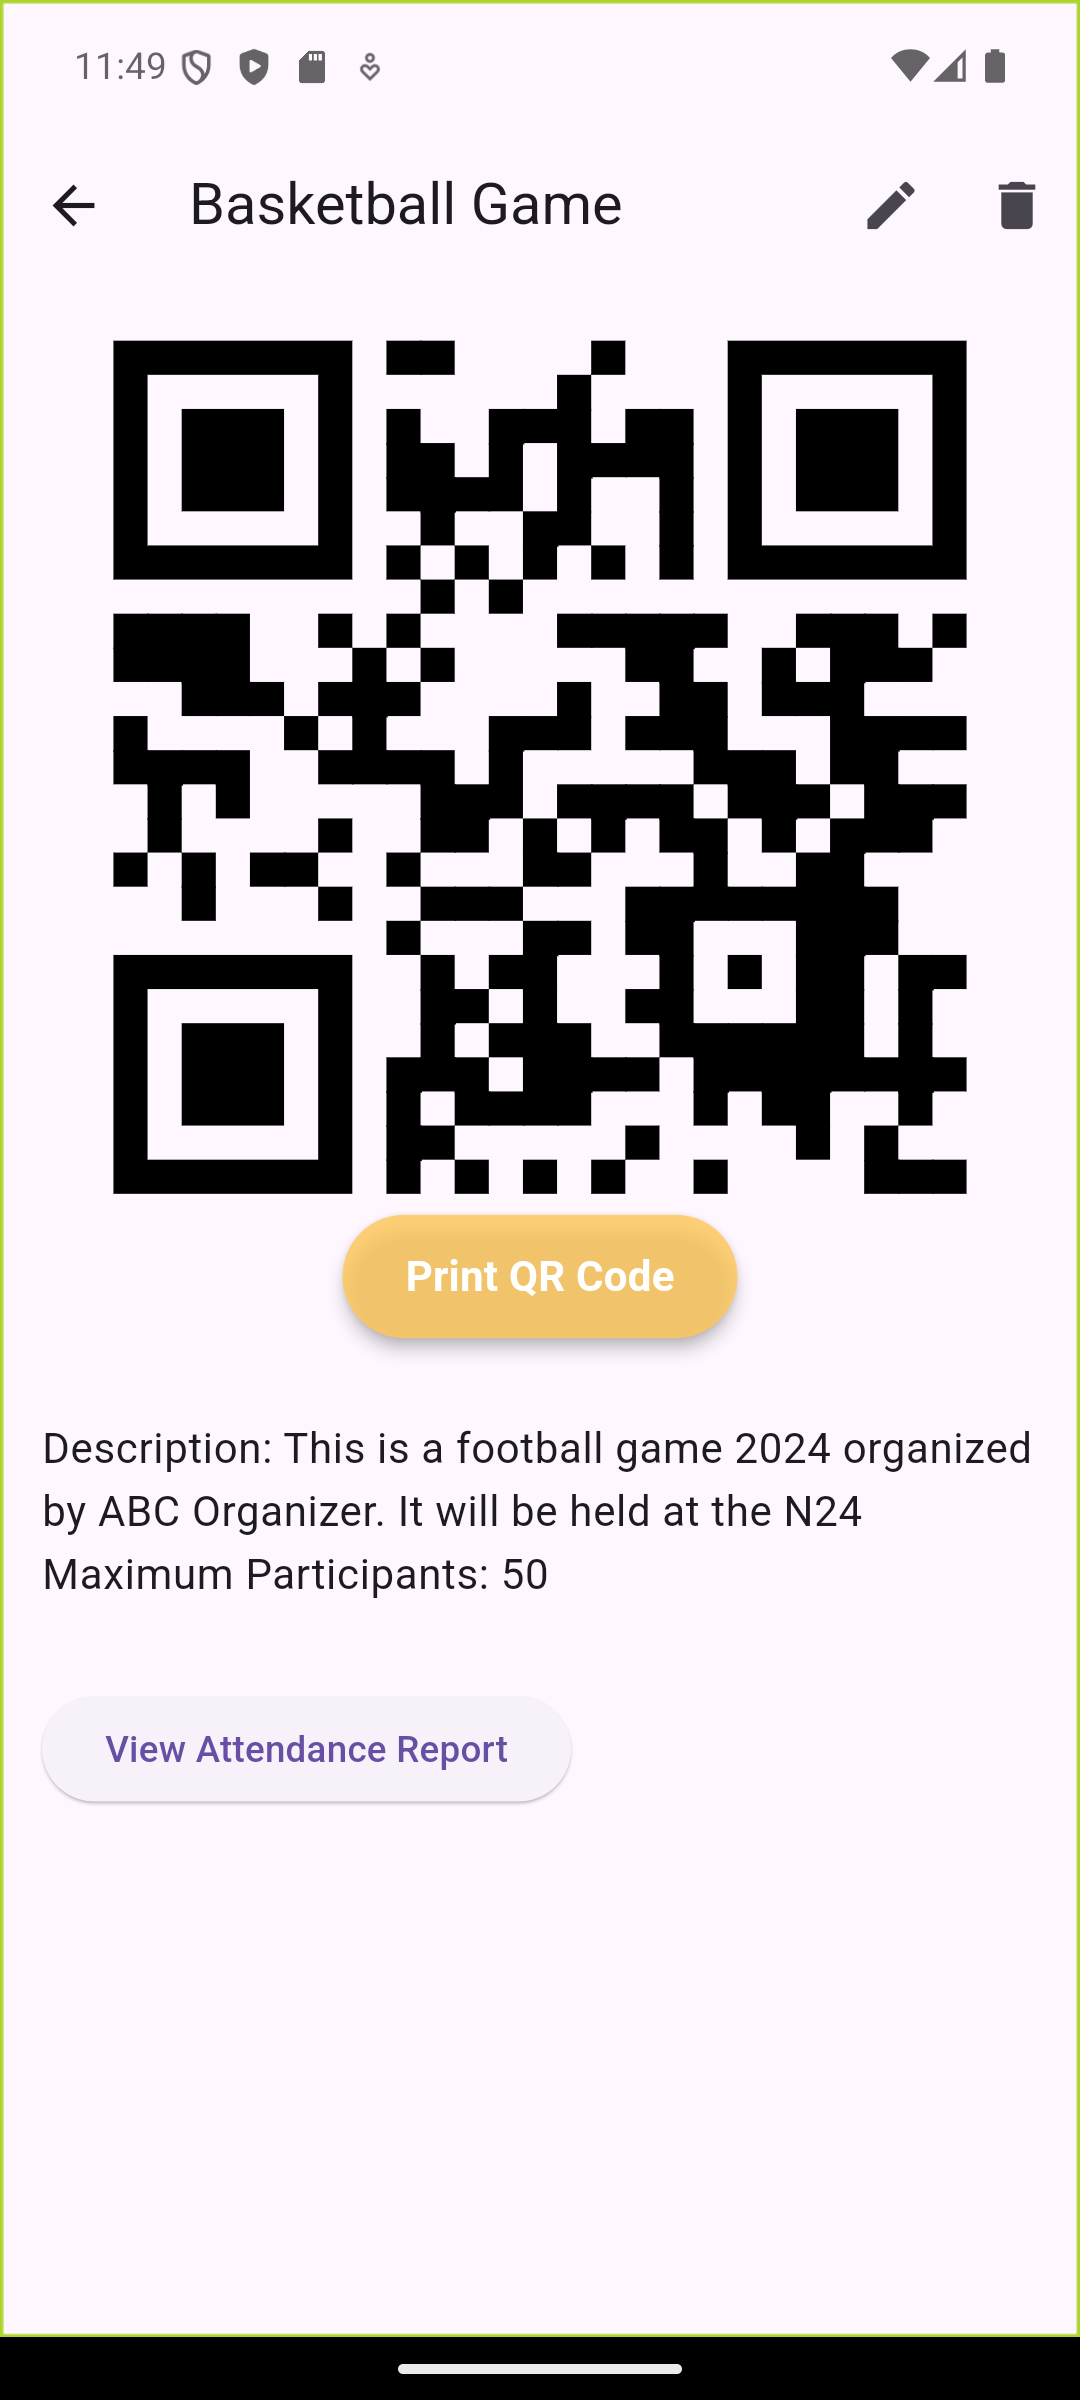 11:49
Basketball Game
Print QR Code
Description: This is a football game 2024 organized
by ABC Organizer. It will be held at the N24
Maximum Participants: 50
View Attendance Report